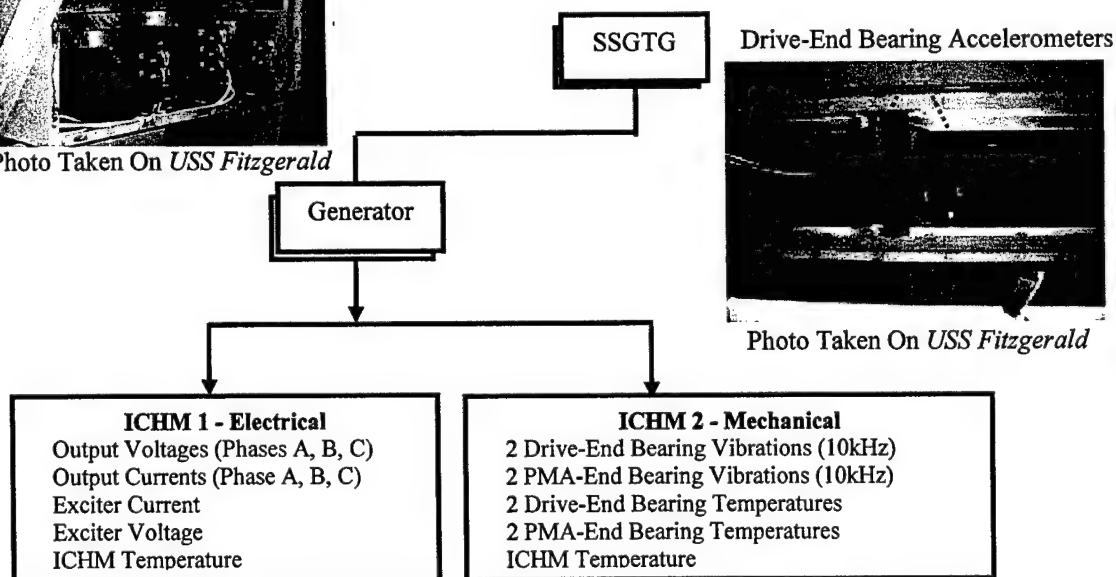 SSGTG
Drive-End Bearing Accelerometers
Photo Taken On USS Fitzgerald
Generator
Photo Taken On USS Fitzgerald
ICHM 1 - Electrical
Output Voltages (Phases A, B, C)
Output Currents (Phase A, B, C)
Exciter Current
Exciter Voltage
ICHM Temperature
ICHM 2 - Mechanical
2 Drive-End Bearing Vibrations (10kHz)
2 PMA-End Bearing Vibrations (10kHz)
2 Drive-End Bearing Temperatures
2 PMA-End Bearing Temperatures
ICHM Temperature